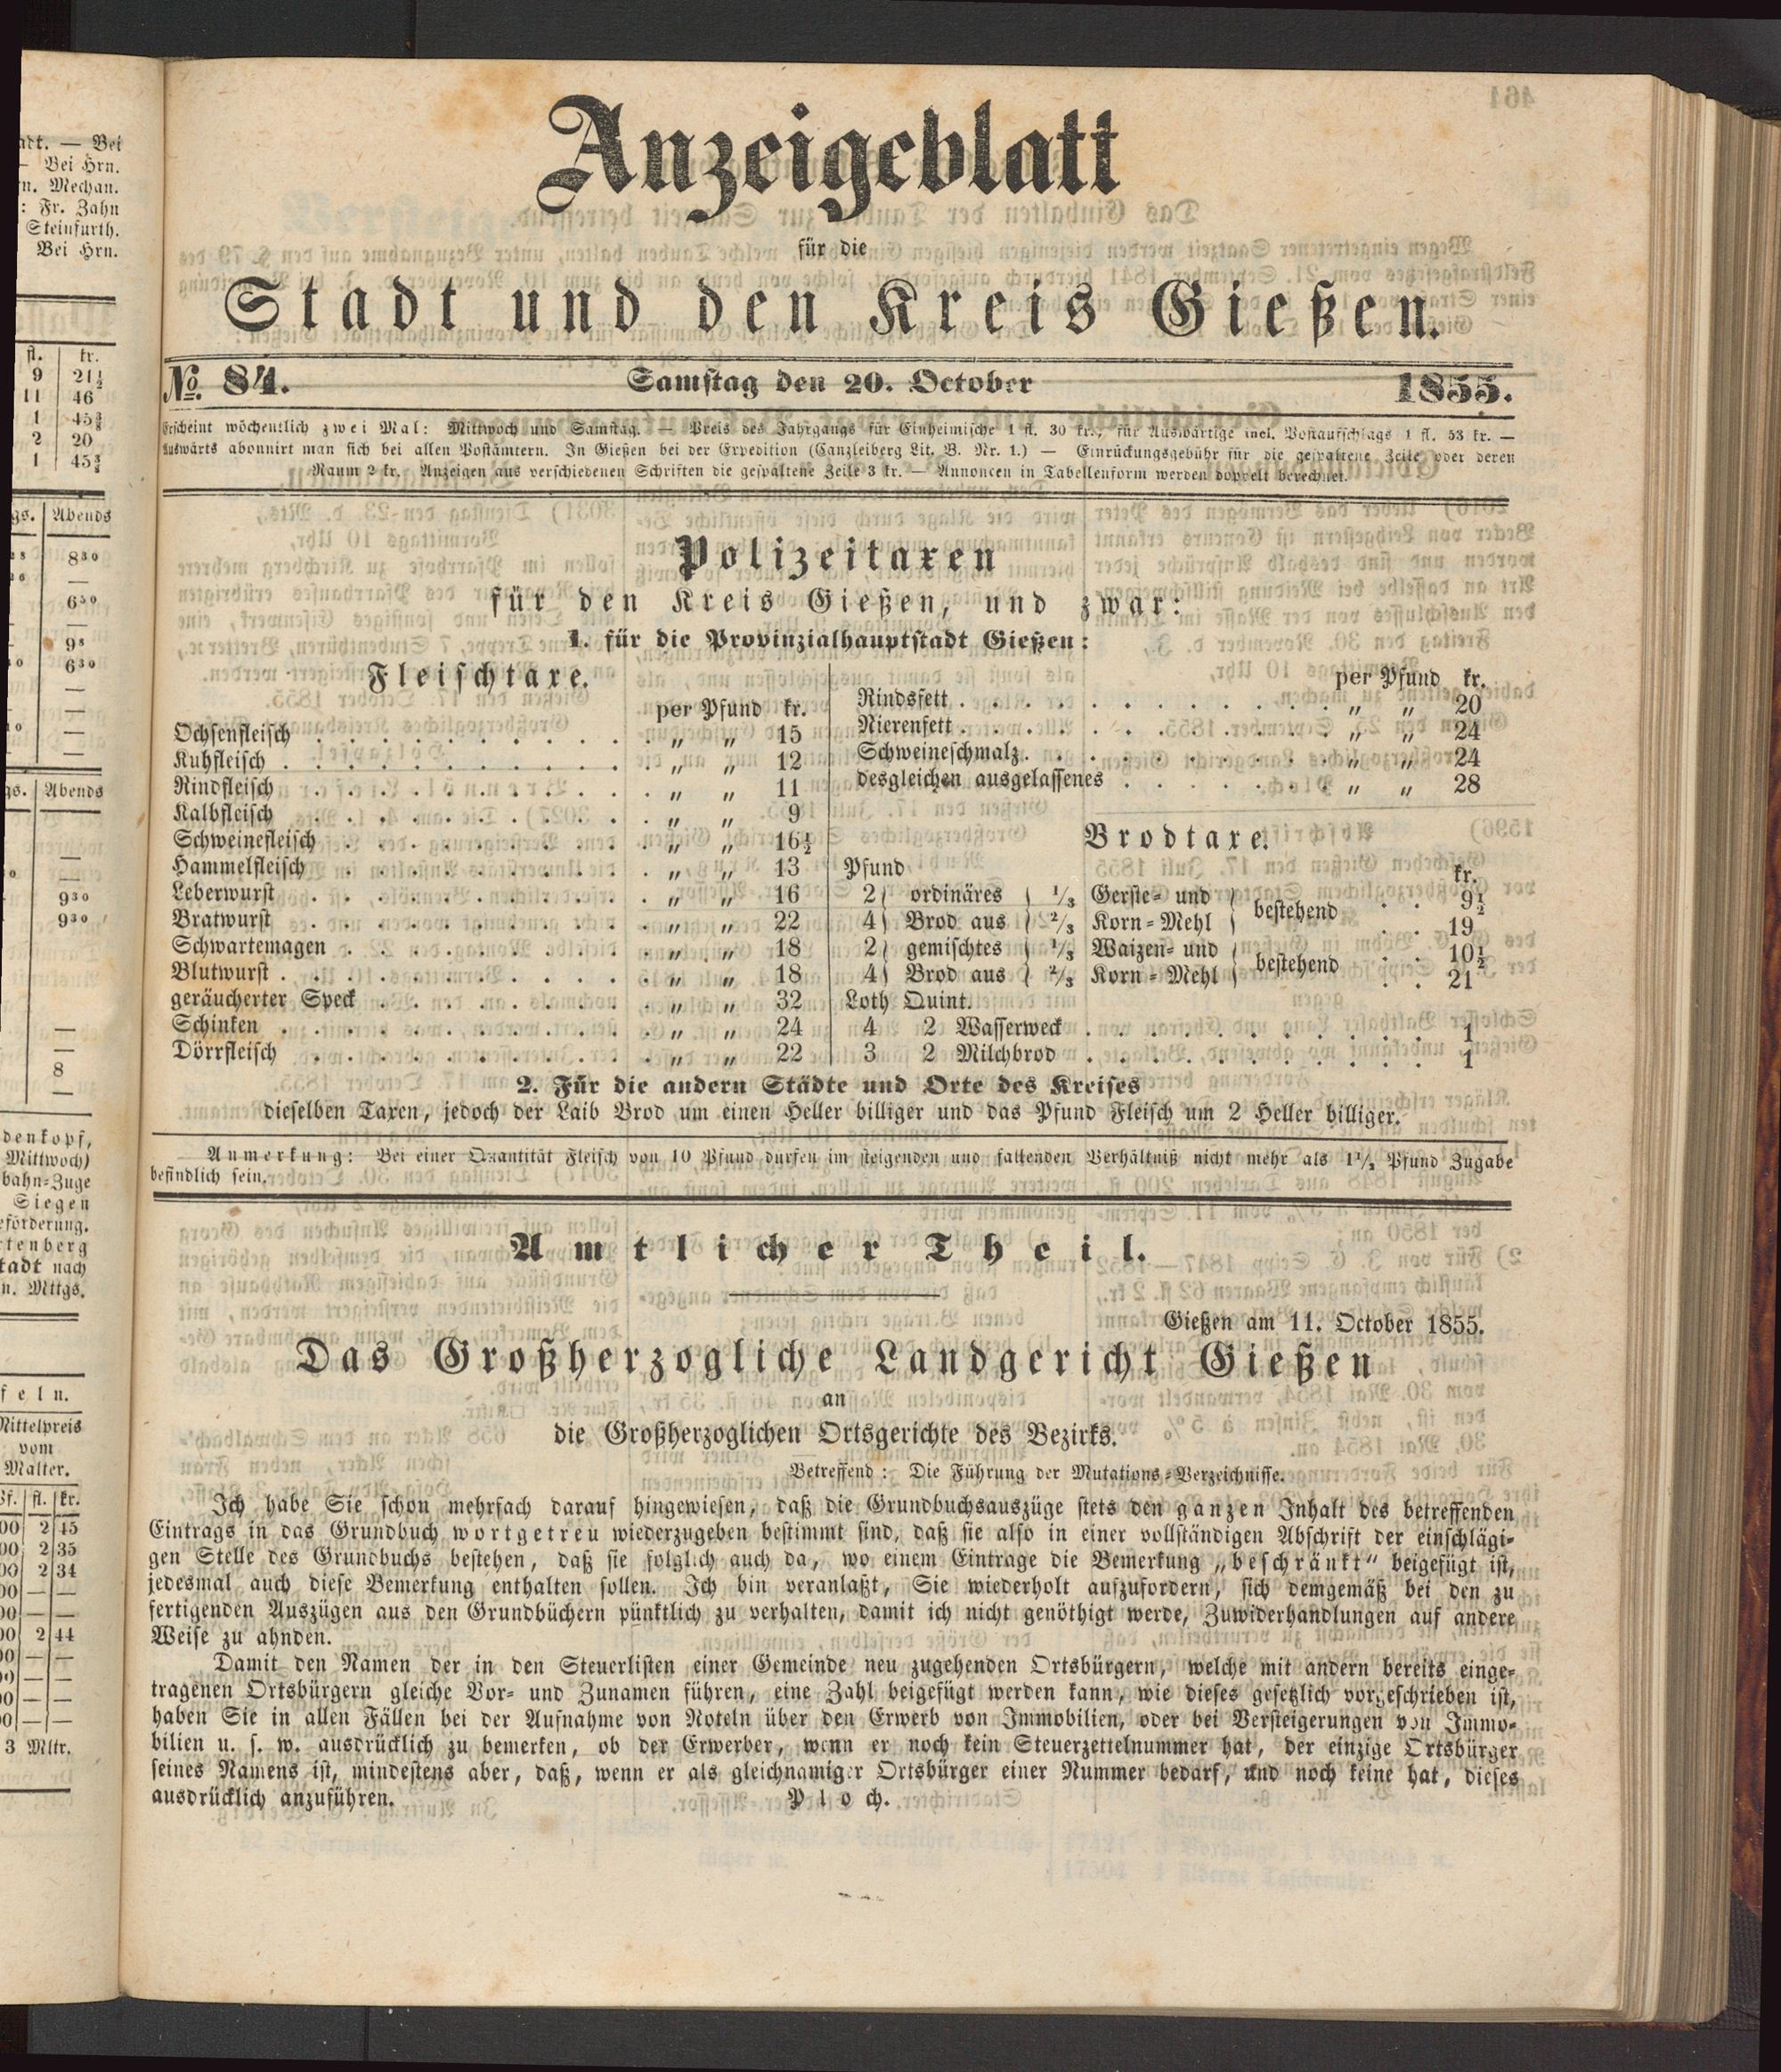 Anzeigeblatt
für die
Stadt und den Kreis Gießen.
No. 84. Samstag den 20. October 1855.
Erscheint wöchentlich zwei Mal: Mittwoch und Samstag. — Preis des Jahrgangs für Einheimische 1 fl. 30 kr., für Auswärtige incl. Postaufschlags 1 fl. 53 kr. —
Auswärts abonnirt man sich bei allen Postämtern. In Gießen bei der Expedition (Canzleiberg Lit. B. Nr. 1.) — Einrückungsgebühr für die gespaltene Zeile oder deren
Raum 2 kr. Anzeigen aus verschiedenen Schriften die gespaltene Zeile 3 kr. — Annoncen in Tabellenform werden doppelt berechnet.
Polizeitaxen
für den Kreis Gießen, und zwar:
1. für die Provinzialhauptstadt Gießen:
Fleischtaxe.
per Pfund kr.
Ochsenfleisch . . . . . . . . . . . „ „ 15
Kuhfleisch . . . . . . . . . . . „ „ 12
Rindfleisch . . . . . . . . . . . „ „ 11
Kalbfleisch . . . . . . . . . . . „ „ 9
Schweinefleisch . . . . . . . . . . „ „ 16½
Hammelfleisch . . . . . . . . . . „ „ 13
Leberwurst . . . . . . . . . . . „ „ 16
Bratwurst . . . . . . . . . . . „ „ 22
Schwartemagen . . . . . . . . . . „ „ 18
Blutwurst . . . . . . . . . . . „ „ 18
geräucherter Speck . . . . . . . . . „ „ 32
Schinken . . . . . . . . . . . „ „ 24
Dörrfleisch . . . . . . . . . . . „ „ 22
per Pfund kr.
Rindsfett . . . . . . . . . . . „ „ 20
Nierenfett . . . . . . . . . . . „ „ 24
Schweineschmalz . . . . . . . . . . „ „ 24
desgleichen ausgelassenes . . . . . . . „ „ 28
Brodtaxe.
Pfund kr.
2 } ordinäres { 1/3 Gerste- und } bestehend . . 9½
4 } Brod aus { 2/3 Korn-Mehl } . . 19
2 } gemischtes { 1/3 Waizen- und } bestehend . . 10½
4 } Brod aus { 2/3 Korn-Mehl } . . 21
Loth Quint.
4 2 Wasserweck . . . . . . . . . . . 1
3 2 Milchbrod . . . . . . . . . . . 1
2. Für die andern Städte und Orte des Kreises
dieselben Taxen, jedoch der Laib Brod um einen Heller billiger und das Pfund Fleisch um 2 Heller billiger.
Anmerkung: Bei einer Quantität Fleisch von 10 Pfund dürfen im steigenden und fallenden Verhältniß nicht mehr als 1½ Pfund Zugabe
befindlich sein.
Amtlicher Theil.
Gießen am 11. October 1855.
Das Großherzogliche Landgericht Gießen
an
die Großherzoglichen Ortsgerichte des Bezirks.
Betreffend: Die Führung der Mutations-Verzeichnisse.
Ich habe Sie schon mehrfach darauf hingewiesen, daß die Grundbuchsauszüge stets den ganzen Inhalt des betreffenden
Eintrags in das Grundbuch wortgetreu wiederzugeben bestimmt sind, daß sie also in einer vollständigen Abschrift der einschlägi-
gen Stelle des Grundbuchs bestehen, daß sie folglich auch da, wo einem Eintrage die Bemerkung „beschränkt“ beigefügt ist,
jedesmal auch diese Bemerkung enthalten sollen. Ich bin veranlaßt, Sie wiederholt aufzufordern, sich demgemäß bei den zu
fertigenden Auszügen aus den Grundbüchern pünktlich zu verhalten, damit ich nicht genöthigt werde, Zuwiderhandlungen auf andere
Weise zu ahnden.
Damit den Namen der in den Steuerlisten einer Gemeinde neu zugehenden Ortsbürgern, welche mit andern bereits einge-
tragenen Ortsbürgern gleiche Vor- und Zunamen führen, eine Zahl beigefügt werden kann, wie dieses gesetzlich vorgeschrieben ist,
haben Sie in allen Fällen bei der Aufnahme von Noteln über den Erwerb von Immobilien, oder bei Versteigerungen von Immo-
bilien u. s. w. ausdrücklich zu bemerken, ob der Erwerber, wenn er noch kein Steuerzettelnummer hat, der einzige Ortsbürger
seines Namens ist, mindestens aber, daß, wenn er als gleichnamiger Ortsbürger einer Nummer bedarf, und noch keine hat, dieses
ausdrücklich anzuführen. Ploch.